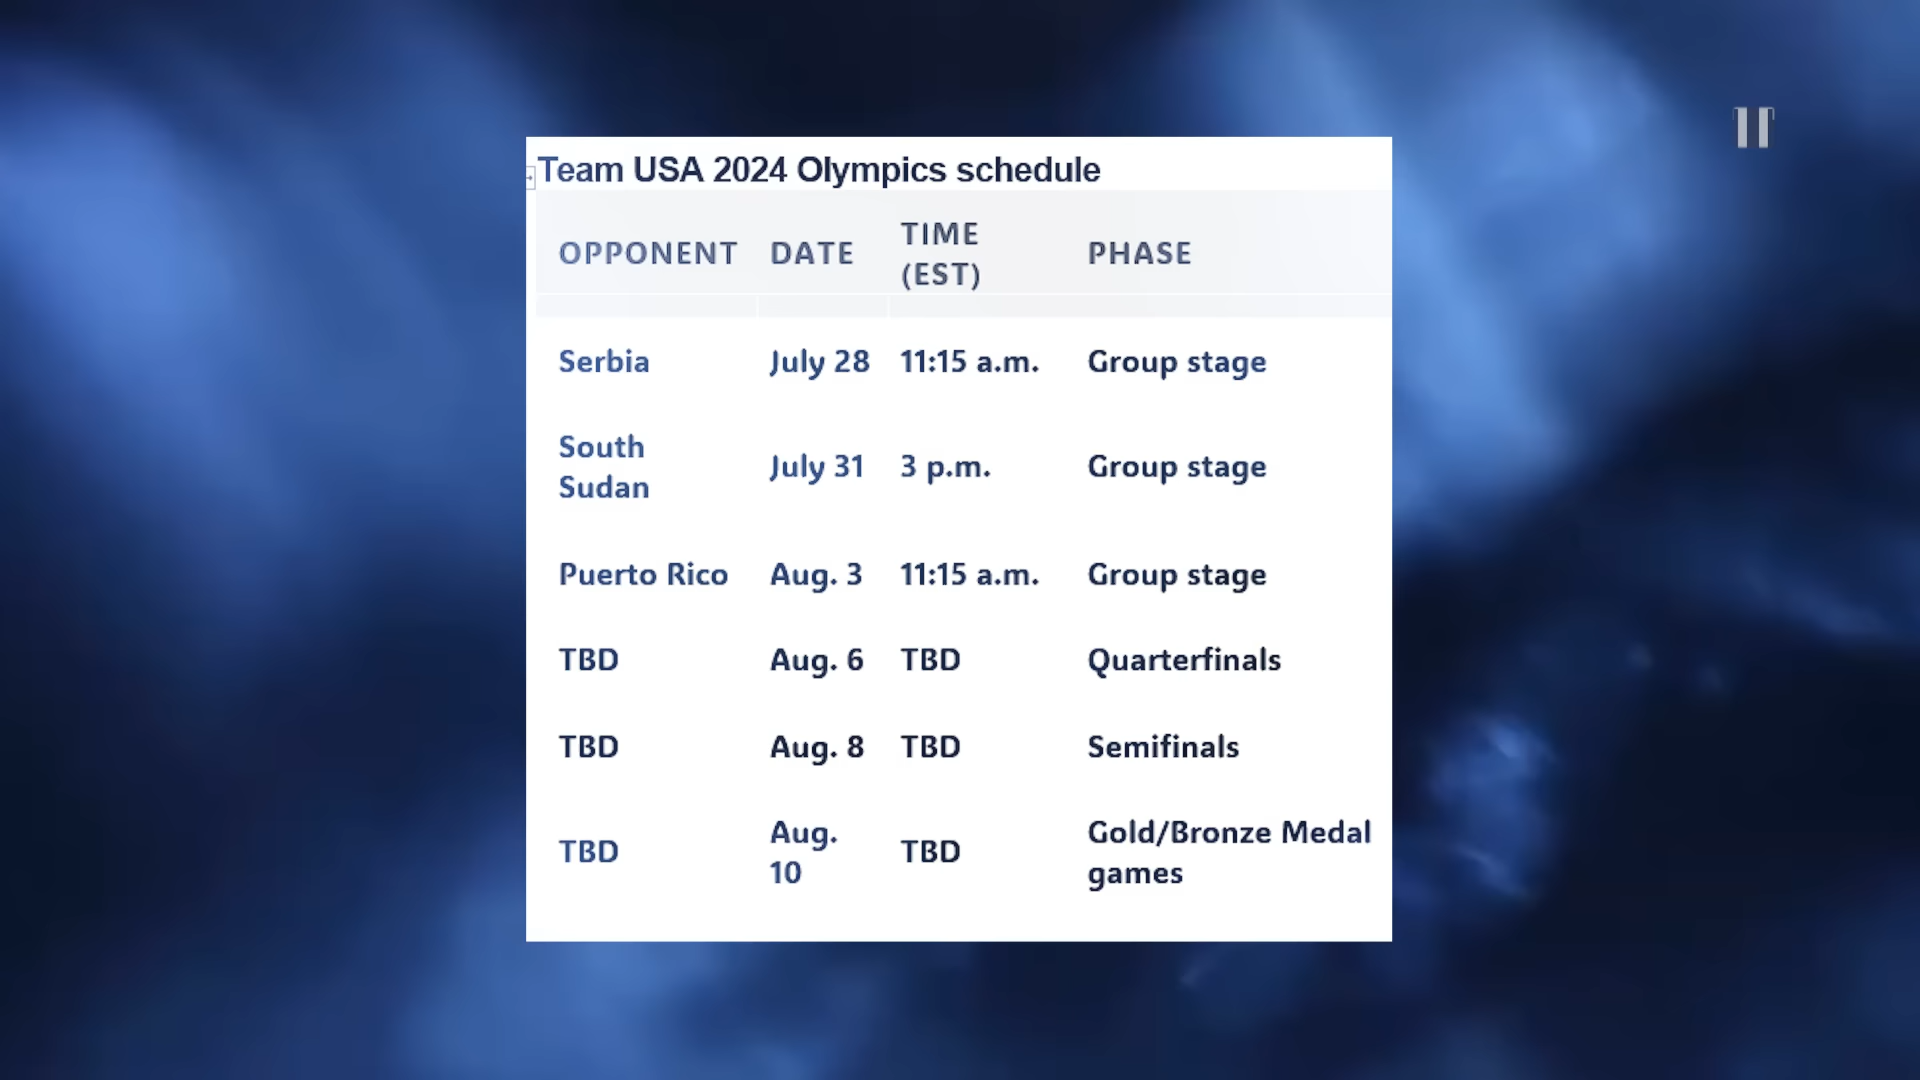 Team USA 2024 Olympics schedule
OPPONENT DATE TIME (EST) PHASE
Serbia July 28 11:15 a.m. Group stage
South Sudan July 31 3 p.m. Group stage
Puerto Rico Aug. 3 11:15 a.m. Group stage
TBD Aug. 6 TBD Quarterfinals
TBD Aug. 8 TBD Semifinals
TBD Aug. 10 TBD Gold/Bronze Medal games